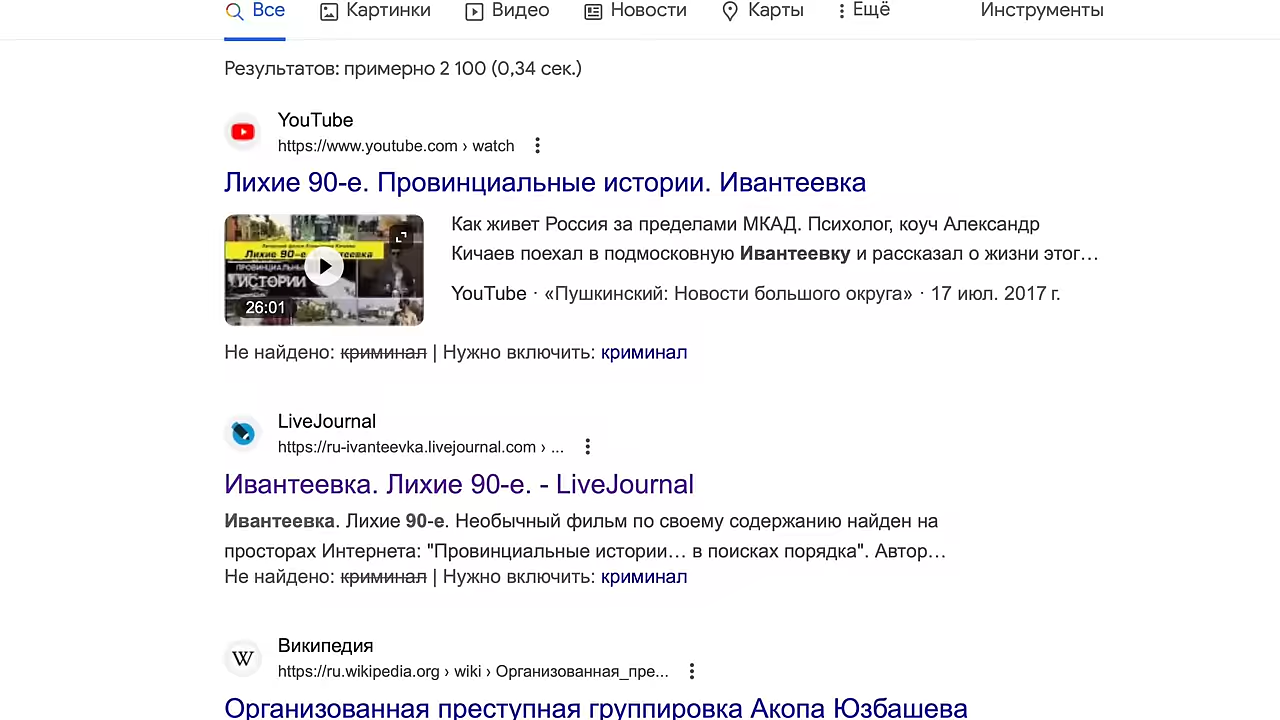 Все Картинки Видео Новости Карты Ещё Инструменты
Результатов: примерно 2 100 (0,34 сек.)
YouTube
https://www.youtube.com › watch
Лихие 90-е. Провинциальные истории. Ивантеевка
Как живет Россия за пределами МКАД. Психолог, коуч Александр
Кичаев поехал в подмосковную Ивантеевку и рассказал о жизни этог...
ПРОВИНЦИАЛЬНЫЕ
ИСТОРИИ
26:01
YouTube · «Пушкинский: Новости большого округа» · 17 июл. 2017 г.
Не найдено: криминал | Нужно включить: криминал
LiveJournal
https://ru-ivanteevka.livejournal.com › ...
Ивантеевка. Лихие 90-е. - LiveJournal
Ивантеевка. Лихие 90-е. Необычный фильм по своему содержанию найден на
просторах Интернета: "Провинциальные истории... в поисках порядка". Автор...
Не найдено: криминал | Нужно включить: криминал
W
Википедия
https://ru.wikipedia.org › wiki › Организованная_пре...
Организованная преступная группировка Акопа Юзбашева